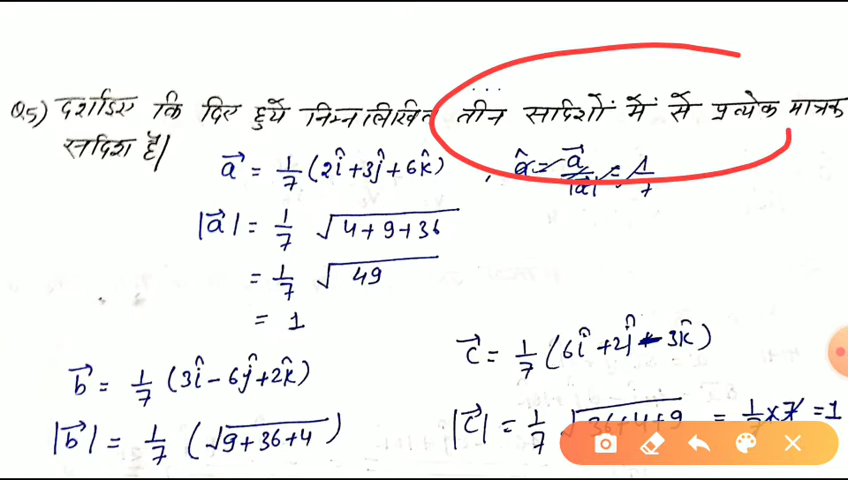 Q.5) दर्शाइए कि दिए हुये निम्नलिखित तीन सदिशों में से प्रत्येक मात्रक
सदिश है।
a⃗ = 1/7 (2î+3ĵ+6k̂) , â = a⃗/|a⃗| = 1/7
|a⃗| = 1/7 √4+9+36
= 1/7 √49
= 1
b⃗ = 1/7 (3î-6ĵ+2k̂)
|b⃗| = 1/7 (√9+36+4)
c⃗ = 1/7 (6î+2ĵ-3k̂)
|c⃗| = 1/7 √36+4+9 = 1/7 × 7 = 1